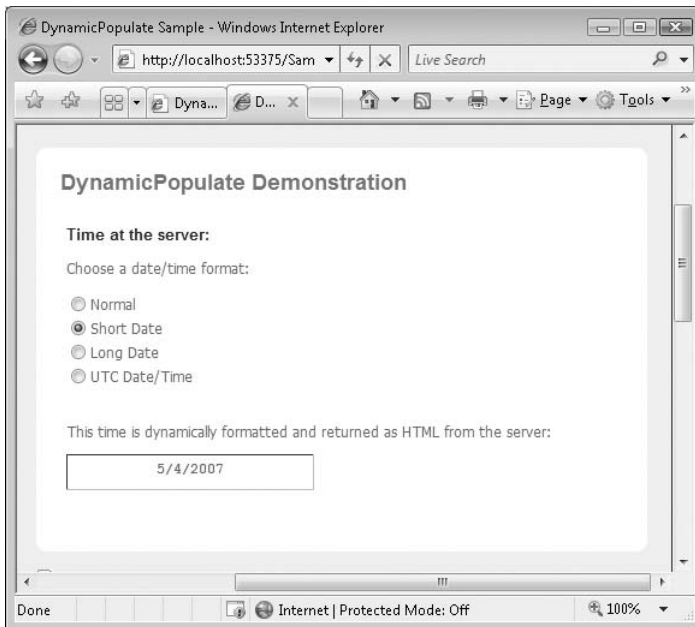 DynamicPopulate Sample - Windows Internet Explorer
http://localhost:53375/Sam
Live Search
Dyna...
D...
Page
Tools
DynamicPopulate Demonstration
Time at the server:
Choose a date/time format:
Normal
Short Date
Long Date
UTC Date/Time
This time is dynamically formatted and returned as HTML from the server:
5/4/2007
Done
Internet | Protected Mode: Off
100%